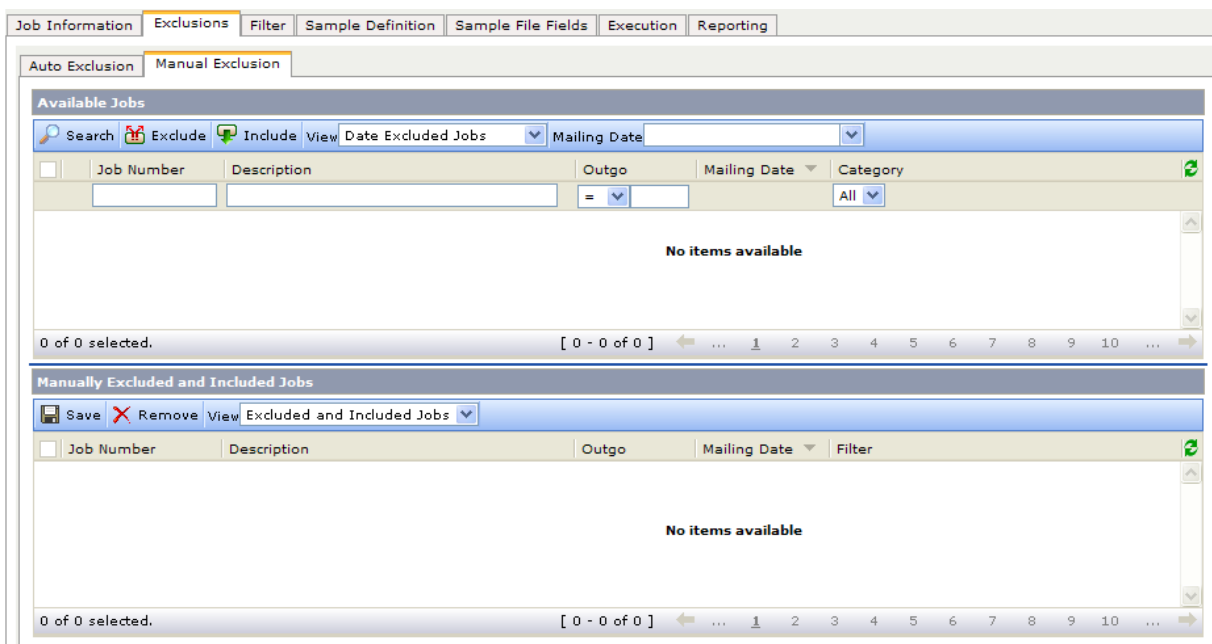 Job Information Exclusions Filter Sample Definition Sample File Fields Execution Reporting
Auto Exclusion Manual Exclusion
Available Jobs
Search Exclude Include View Date Excluded Jobs Mailing Date
Job Number Description Outgo Mailing Date Category
= All
No items available
0 of 0 selected. [ 0 - 0 of 0 ] ... 1 2 3 4 5 6 7 8 9 10 ...
Manually Excluded and Included Jobs
Save Remove View Excluded and Included Jobs
Job Number Description Outgo Mailing Date Filter
No items available
0 of 0 selected. [ 0 - 0 of 0 ] ... 1 2 3 4 5 6 7 8 9 10 ...